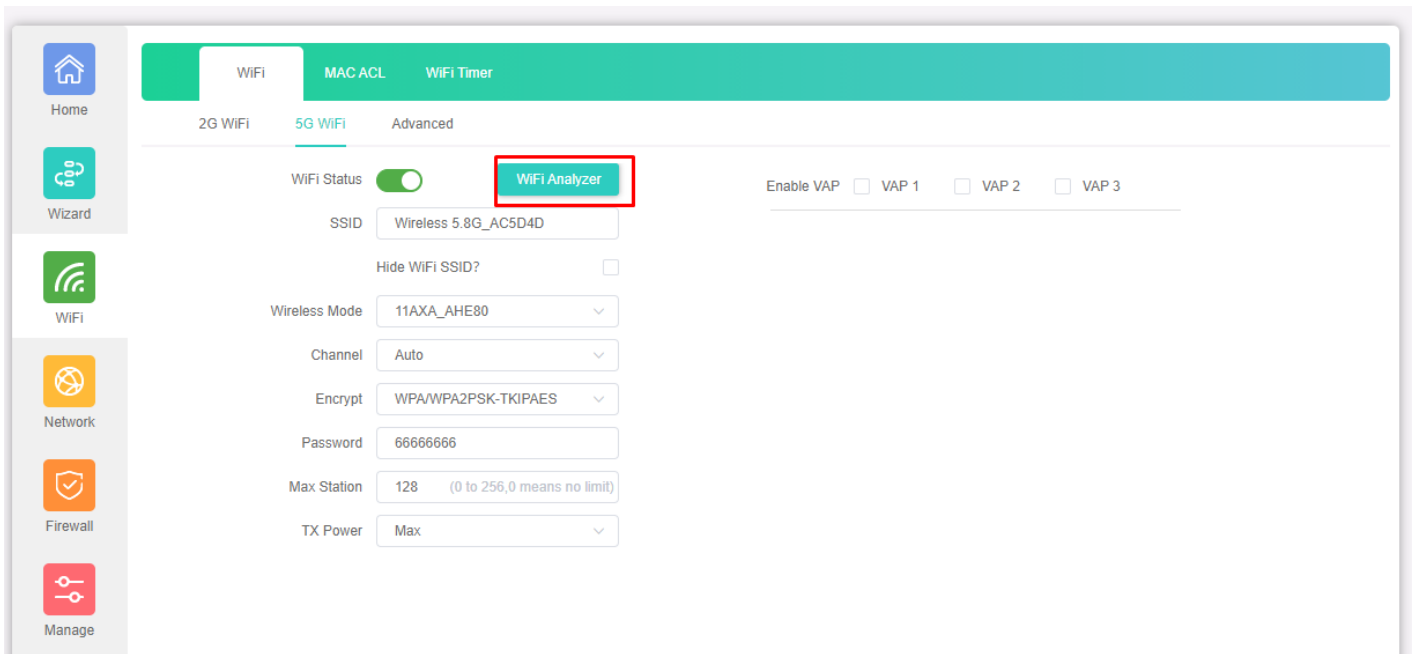 Home
Wizard
WiFi
Network
Firewall
Manage
WiFi MAC ACL WiFi Timer
2G WiFi 5G WiFi Advanced
WiFi Status WiFi Analyzer
SSID Wireless 5.8G_AC5D4D
Hide WiFi SSID?
Wireless Mode 11AXA_AHE80
Channel Auto
Encrypt WPA/WPA2PSK-TKIPAES
Password 66666666
Max Station 128 (0 to 256,0 means no limit)
TX Power Max
Enable VAP VAP 1 VAP 2 VAP 3